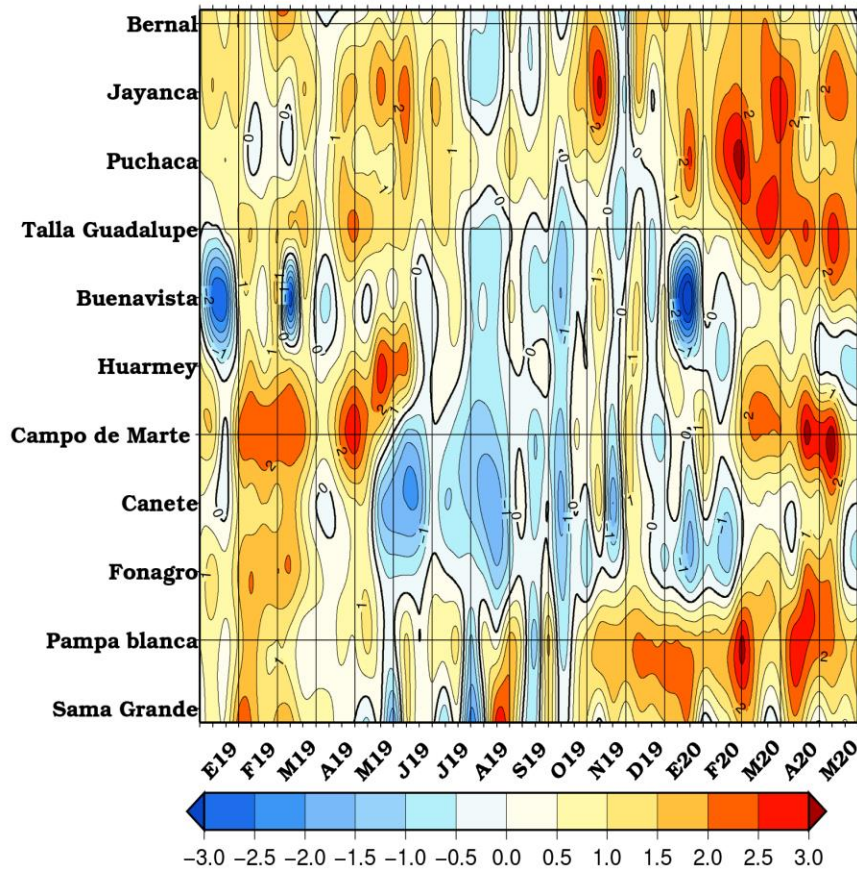 Bernal
Jayanca
Puchaca
Talla Guadalupe
Buenavista
Huarmey
Campo de Marte
Canete
Fonagro
Pampa blanca
Sama Grande
E19 F19 M19 A19 M19 J19 J19 A19 S19 O19 N19 D19 E20 F20 M20 A20 M20
−3.0 −2.5 −2.0 −1.5 −1.0 −0.5 0.0 0.5 1.0 1.5 2.0 2.5 3.0